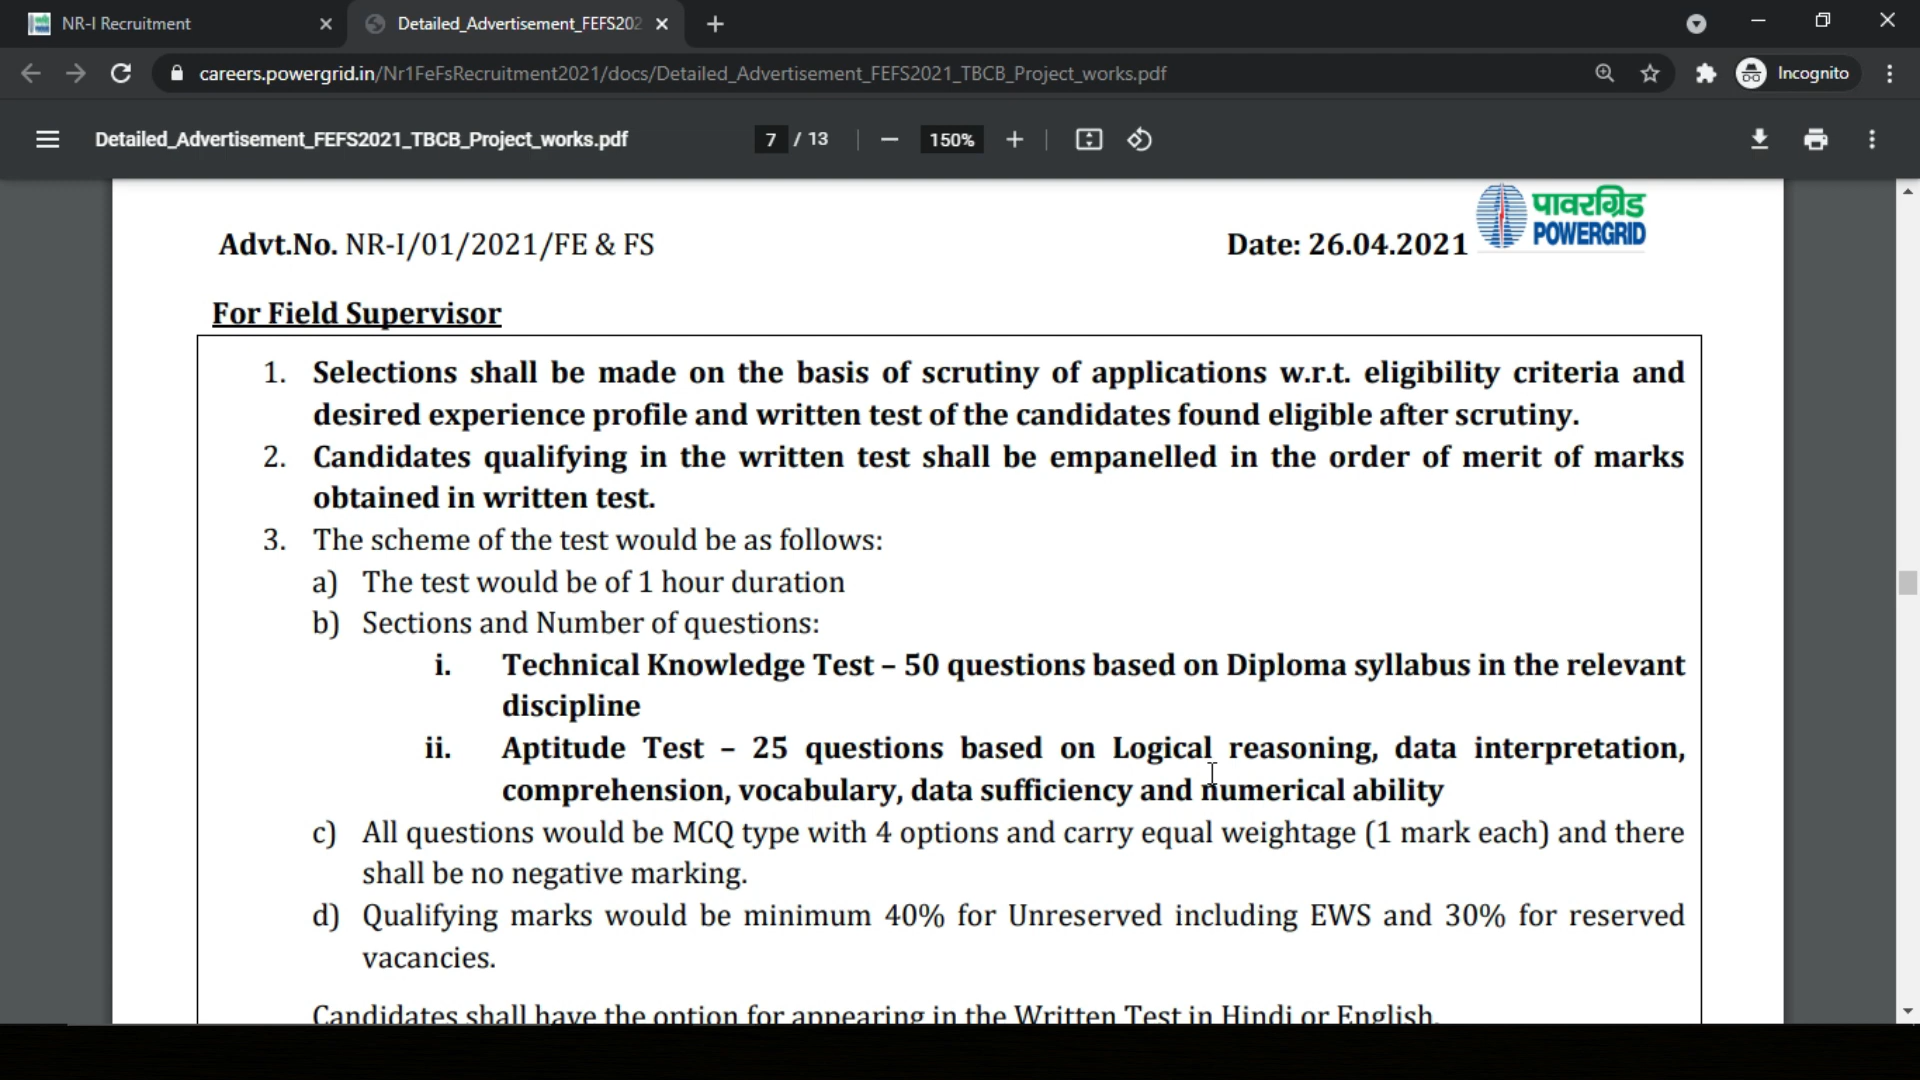 NR-I Recruitment
Detailed_Advertisement_FEFS202
careers.powergrid.in/Nr1FeFsRecruitment2021/docs/Detailed_Advertisement_FEFS2021_TBCB_Project_works.pdf
Incognito
Detailed_Advertisement_FEFS2021_TBCB_Project_works.pdf
7 / 13
150%
पावरग्रिड
POWERGRID
Advt.No. NR-I/01/2021/FE & FS
Date: 26.04.2021
For Field Supervisor
1. Selections shall be made on the basis of scrutiny of applications w.r.t. eligibility criteria and
desired experience profile and written test of the candidates found eligible after scrutiny.
2. Candidates qualifying in the written test shall be empanelled in the order of merit of marks
obtained in written test.
3. The scheme of the test would be as follows:
a) The test would be of 1 hour duration
b) Sections and Number of questions:
i. Technical Knowledge Test – 50 questions based on Diploma syllabus in the relevant
discipline
ii. Aptitude Test – 25 questions based on Logical reasoning, data interpretation,
comprehension, vocabulary, data sufficiency and numerical ability
c) All questions would be MCQ type with 4 options and carry equal weightage (1 mark each) and there
shall be no negative marking.
d) Qualifying marks would be minimum 40% for Unreserved including EWS and 30% for reserved
vacancies.
Candidates shall have the option for appearing in the Written Test in Hindi or English.